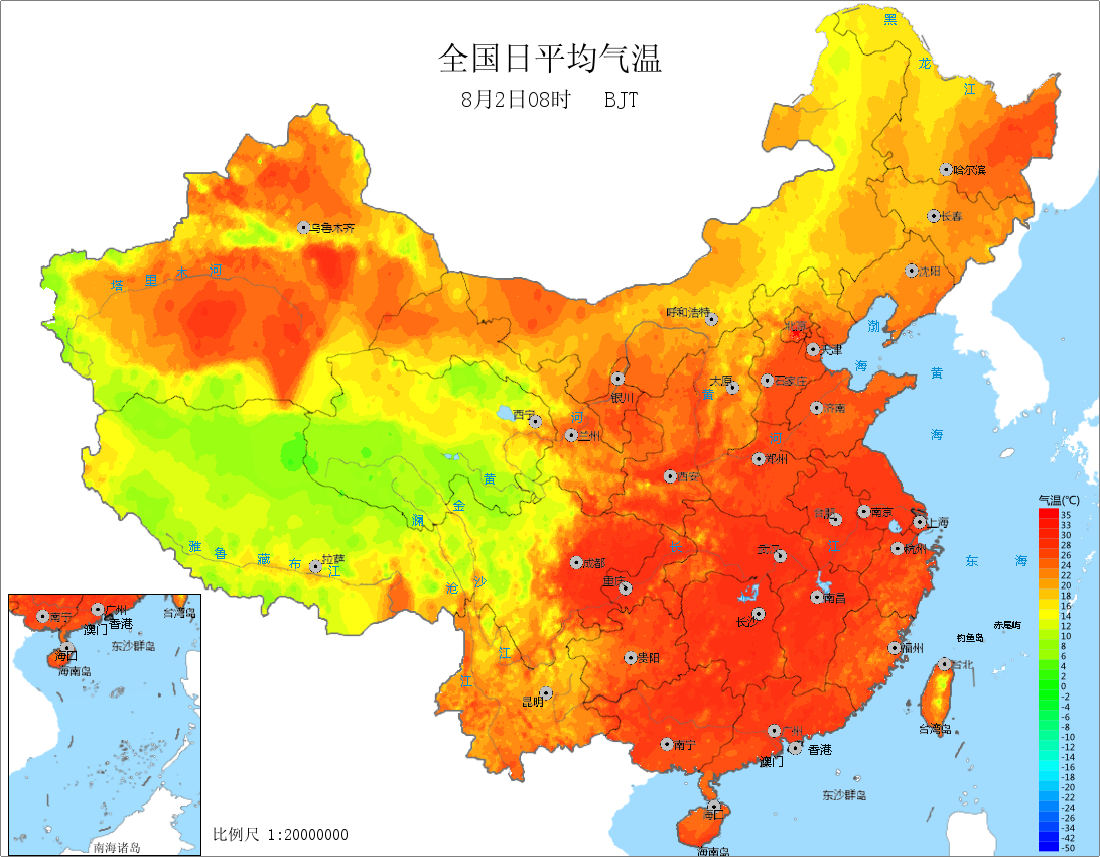 全国日平均气温
8月2日08时 BJT
黑
龙
江
哈尔滨
长春
沈阳
乌鲁木齐
塔
里
木
河
呼和浩特
北京
天津
渤
海
黄
海
银川
太原
黄
石家庄
济南
西宁
河
兰州
河
郑州
西安
黄
金
澜
合肥
南京
上海
杭州
长
江
东
海
雅
鲁
藏
布
江
拉萨
沧
沙
成都
重庆
武汉
南昌
长沙
江
江
贵阳
昆明
福州
钓鱼岛
赤尾屿
台北
台湾岛
南宁
广州
香港
澳门
东沙群岛
海口
海南岛
气温(℃)
35
33
30
28
26
24
22
20
18
16
14
12
10
8
6
4
2
0
-2
-4
-6
-8
-10
-12
-14
-16
-18
-20
-22
-24
-26
-34
-42
-50
南宁
广州
香港
澳门
台湾岛
东沙群岛
海口
海南岛
南海诸岛
比例尺 1:20000000